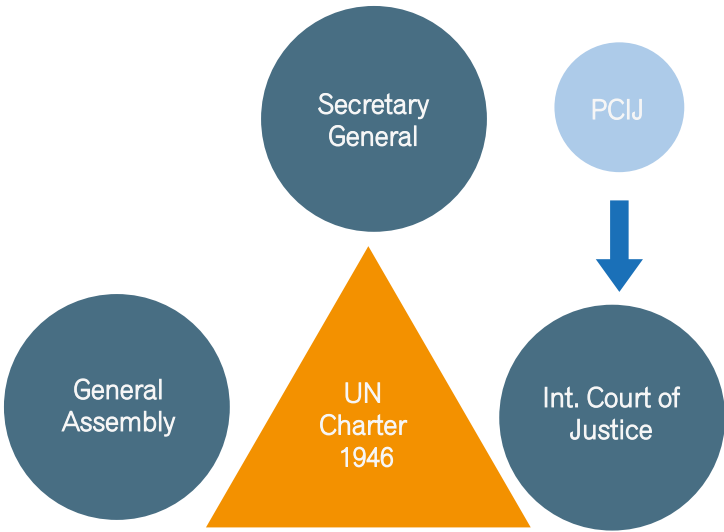 Secretary
General
PCIJ
General
Assembly
UN
Charter
1946
Int. Court of
Justice